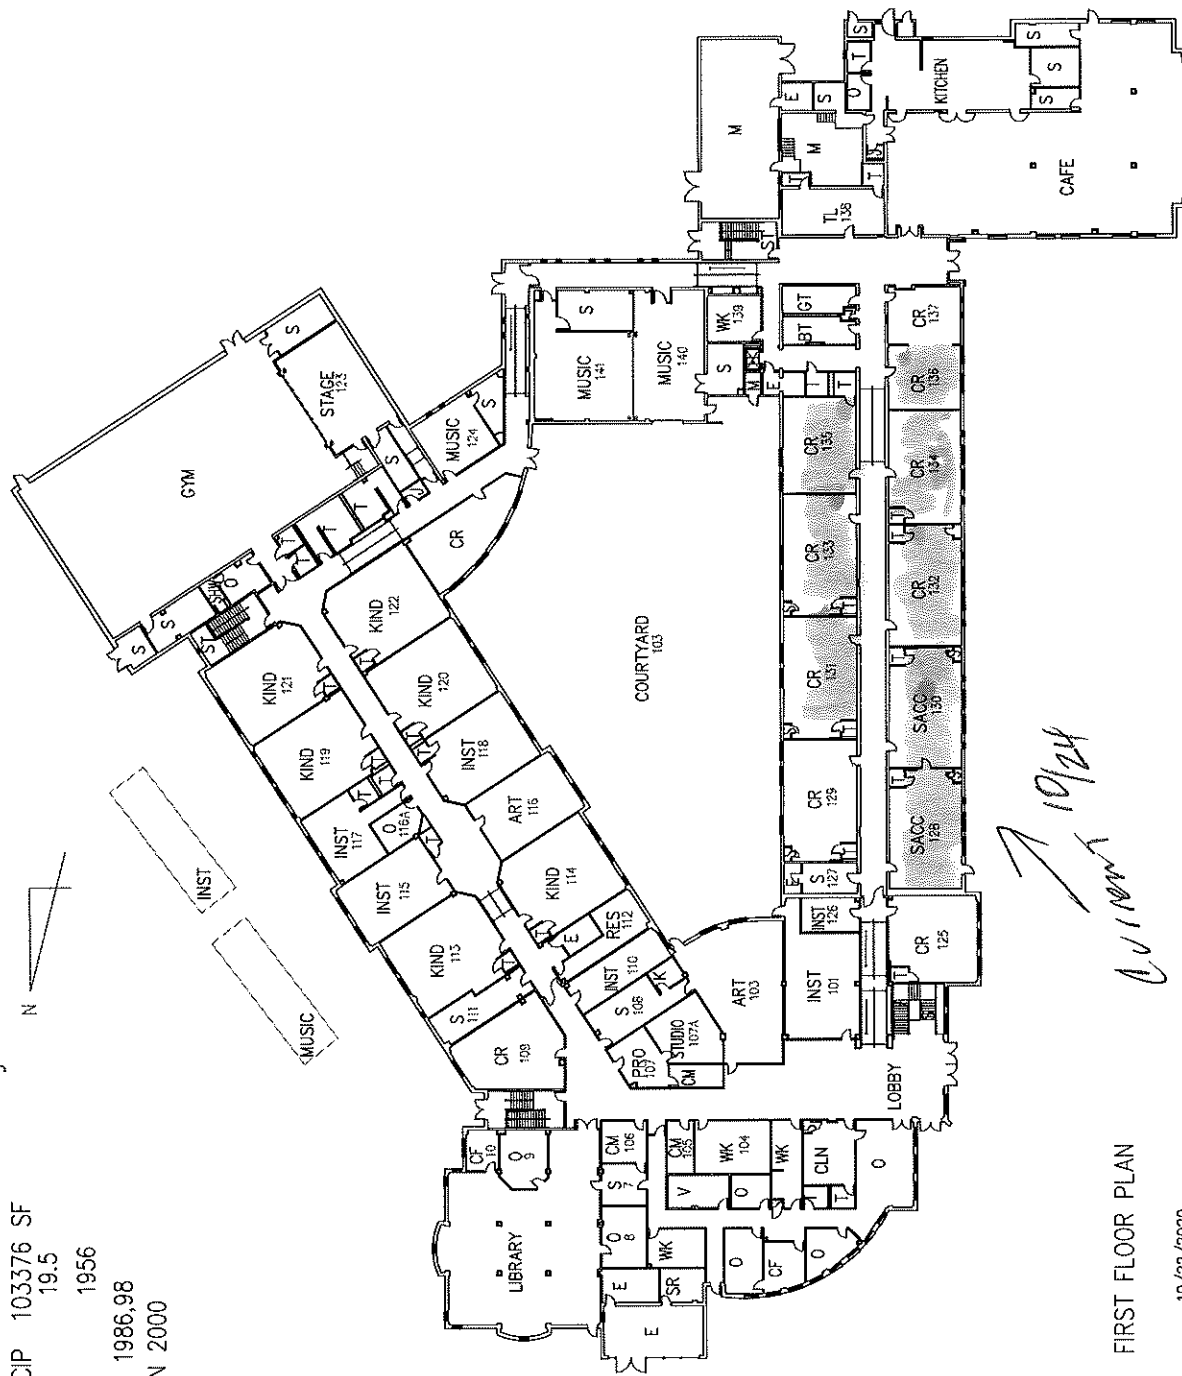 CIP 103376 SF
19.5
1956
1986,98
N 2000
N
MUSIC
INST
GYM
STAGE
123
S
S
SHW
O
S
S
ST
T
T
T
T
S
MUSIC
124
S
CR
KIND
121
KIND
122
KIND
119
KIND
120
INST
117
O
116A
INST
118
INST
115
ART
116
KIND
113
KIND
114
S
111
E
RES
112
CR
109
INST
110
S
108
K
STUDIO
107A
PRO
107
CM
ART
103
INST
101
INST
126
COURTYARD
103
MUSIC
141
S
MUSIC
140
WK
139
S
M
E
T
T
BT
GT
ST
M
E
S
M
T
TL
138
T
J
O
T
S
KITCHEN
S
S
S
CAFE
CR
137
CR
136
CR
135
CR
134
CR
133
CR
132
CR
131
SACC
130
CR
129
SACC
128
E
S
127
CR
125
T
LOBBY
LIBRARY
CF
10
O
9
CM
106
S
7
O
8
E
E
SR
WK
CM
105
WK
104
V
O
WK
CLN
T
O
O
CF
O
Current 10/24
FIRST FLOOR PLAN